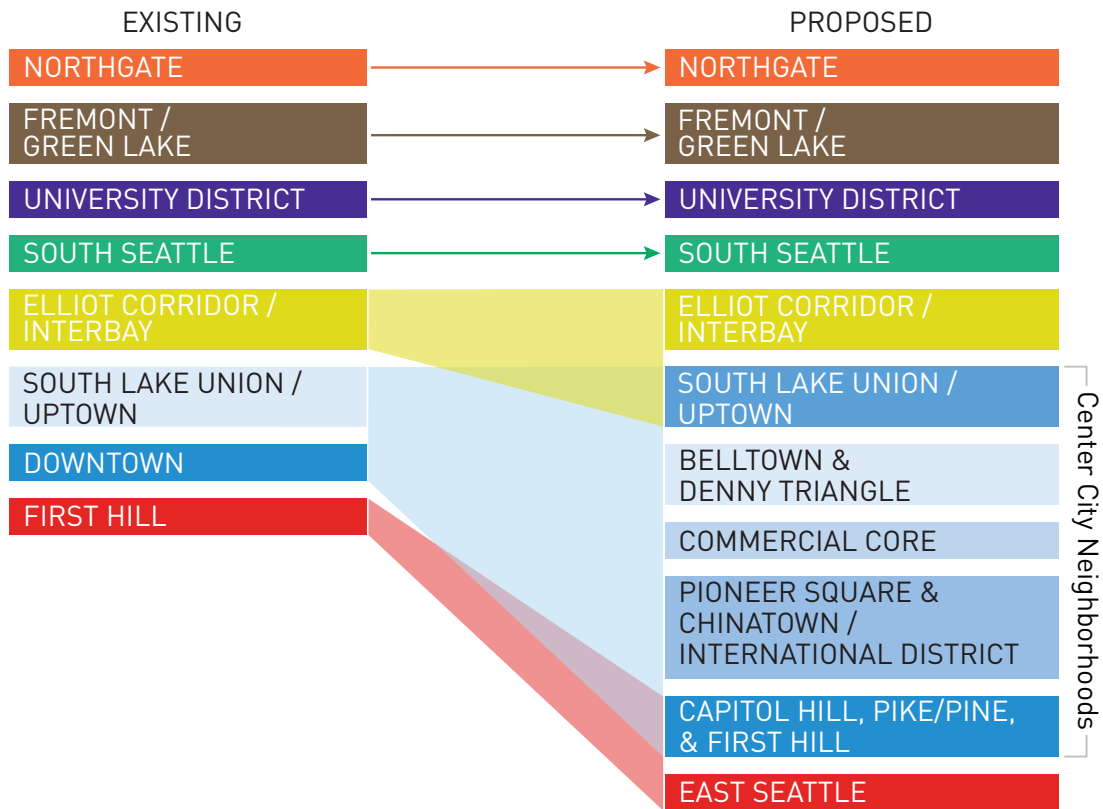 EXISTING
NORTHGATE
FREMONT /
GREEN LAKE
UNIVERSITY DISTRICT
SOUTH SEATTLE
ELLIOT CORRIDOR /
INTERBAY
SOUTH LAKE UNION /
UPTOWN
DOWNTOWN
FIRST HILL
PROPOSED
NORTHGATE
FREMONT /
GREEN LAKE
UNIVERSITY DISTRICT
SOUTH SEATTLE
ELLIOT CORRIDOR /
INTERBAY
SOUTH LAKE UNION /
UPTOWN
BELLTOWN &
DENNY TRIANGLE
COMMERCIAL CORE
PIONEER SQUARE &
CHINATOWN /
INTERNATIONAL DISTRICT
CAPITOL HILL, PIKE/PINE,
& FIRST HILL
EAST SEATTLE
Center City Neighborhoods